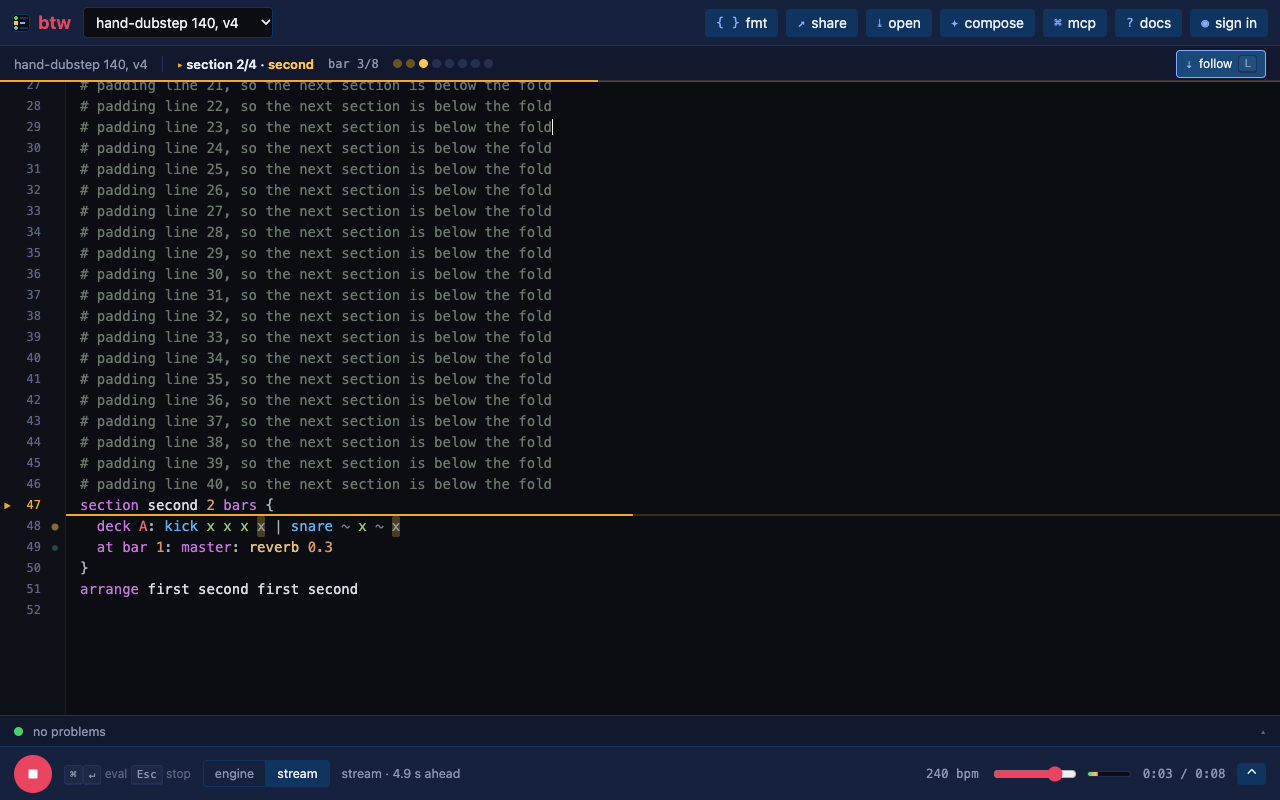 btw hand-dubstep 140, v4 { } fmt ↗ share ↓ open ✦ compose ⌘ mcp ? docs ◉ sign in
hand-dubstep 140, v4 ▸ section 2/4 · second bar 3/8 ↓ follow L
27 # padding line 21, so the next section is below the fold
28 # padding line 22, so the next section is below the fold
29 # padding line 23, so the next section is below the fold
30 # padding line 24, so the next section is below the fold
31 # padding line 25, so the next section is below the fold
32 # padding line 26, so the next section is below the fold
33 # padding line 27, so the next section is below the fold
34 # padding line 28, so the next section is below the fold
35 # padding line 29, so the next section is below the fold
36 # padding line 30, so the next section is below the fold
37 # padding line 31, so the next section is below the fold
38 # padding line 32, so the next section is below the fold
39 # padding line 33, so the next section is below the fold
40 # padding line 34, so the next section is below the fold
41 # padding line 35, so the next section is below the fold
42 # padding line 36, so the next section is below the fold
43 # padding line 37, so the next section is below the fold
44 # padding line 38, so the next section is below the fold
45 # padding line 39, so the next section is below the fold
46 # padding line 40, so the next section is below the fold
47 section second 2 bars {
48 deck A: kick x x x x | snare ~ x ~ x
49 at bar 1: master: reverb 0.3
50 }
51 arrange first second first second
52
no problems
⌘ ↵ eval Esc stop engine stream stream · 4.9 s ahead 240 bpm 0:03 / 0:08